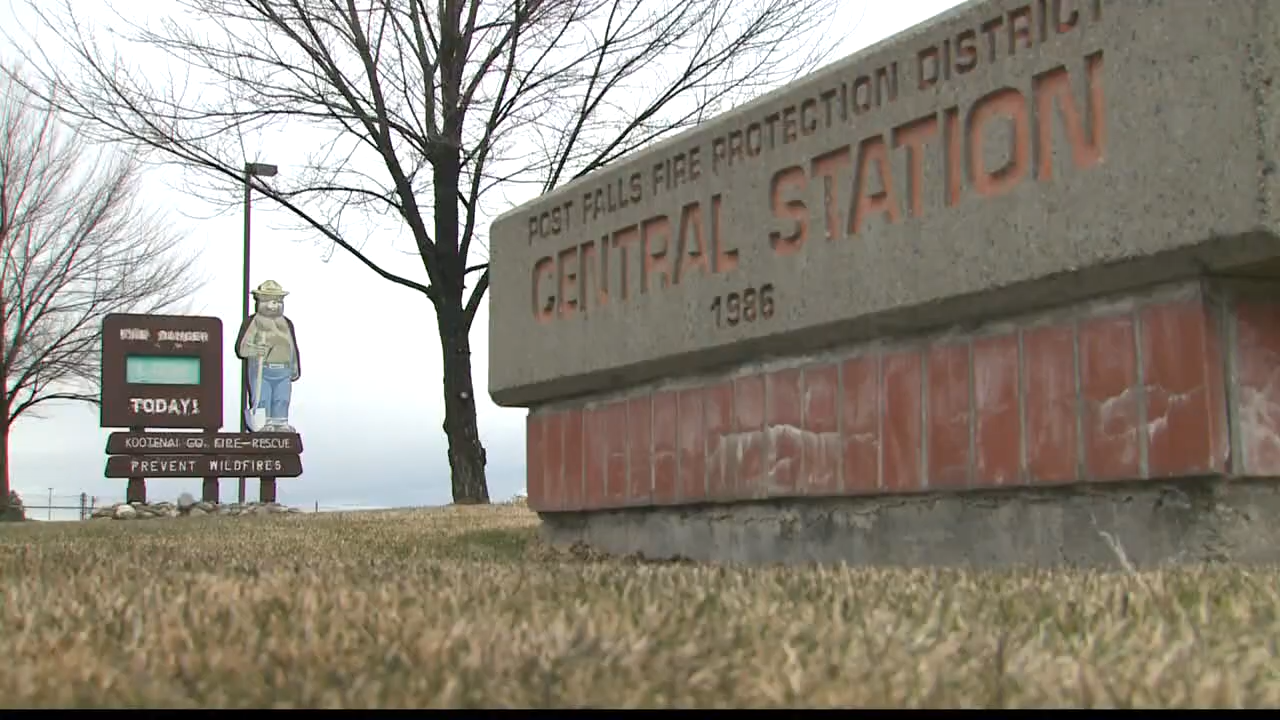 POST FALLS FIRE PROTECTION DISTRICT
CENTRAL STATION
1986
FIRE DANGER
TODAY!
KOOTENAI CO. FIRE-RESCUE
PREVENT WILDFIRES